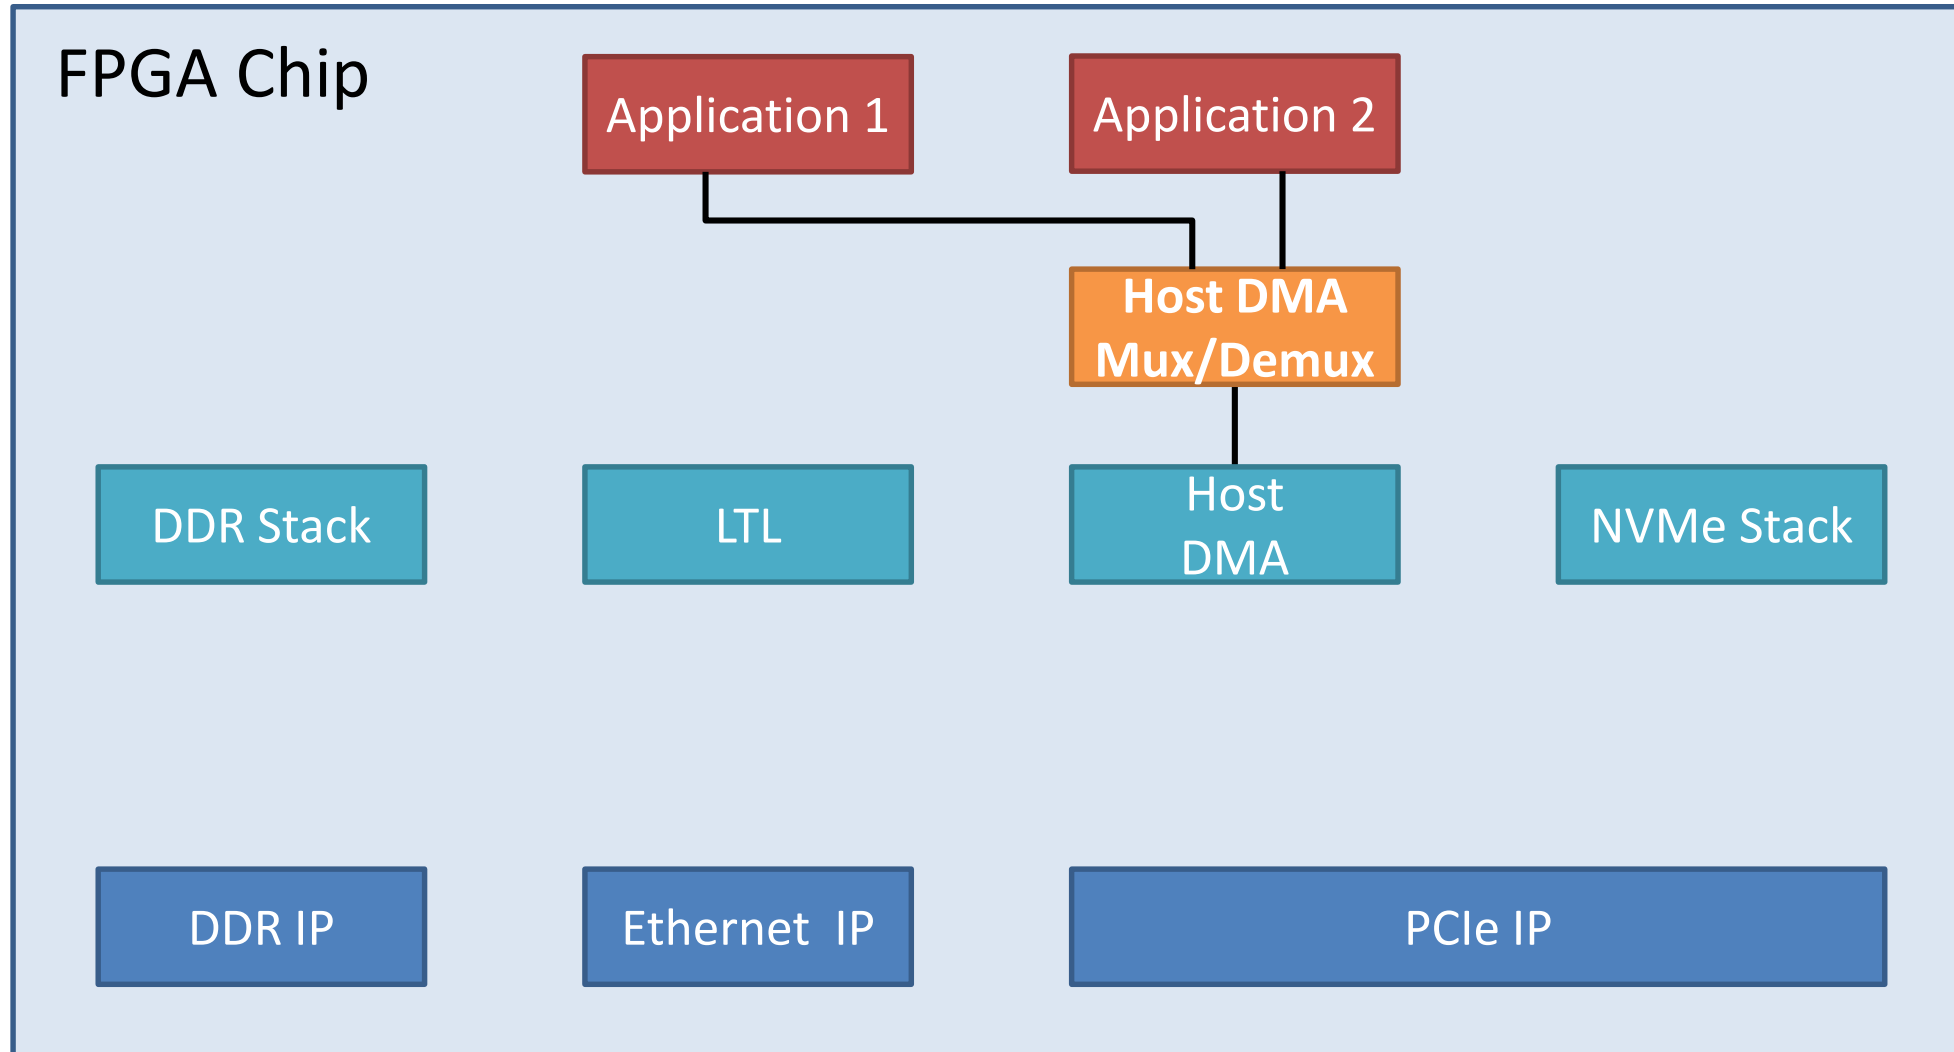 FPGA Chip
Application 1
Application 2
Host DMA
Mux/Demux
DDR Stack
LTL
Host
DMA
NVMe Stack
DDR IP
Ethernet  IP
PCIe IP